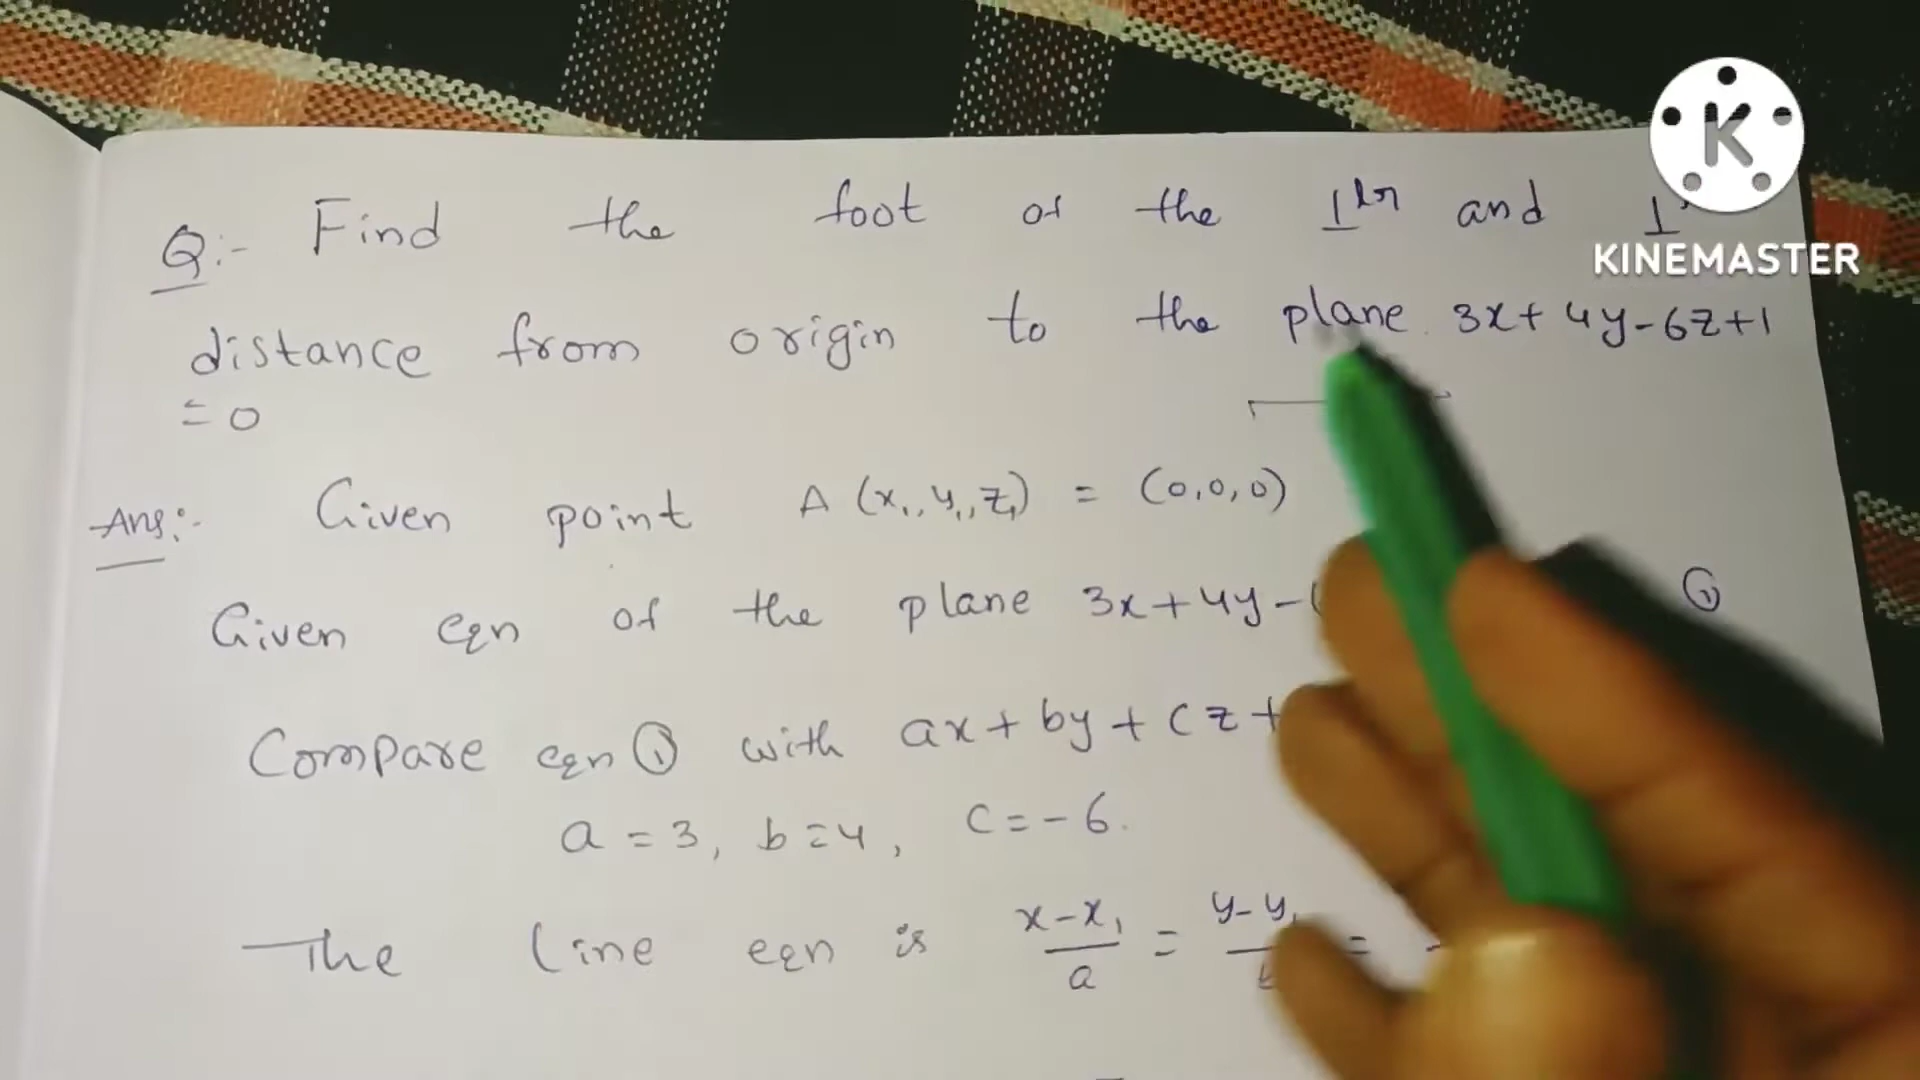 Q:- Find the foot of the ⊥lr and
KINEMASTER
distance from origin to the plane 3x+4y-6z+1
=0
Ans:- Given point A (x₁, y₁, z₁) = (0,0,0)
Given eqn of the plane 3x+4y- ①
Compare eqn ① with ax+by+cz+
a=3, b=4, c=-6.
The line eqn is x-x₁/a = y-y₁/b =